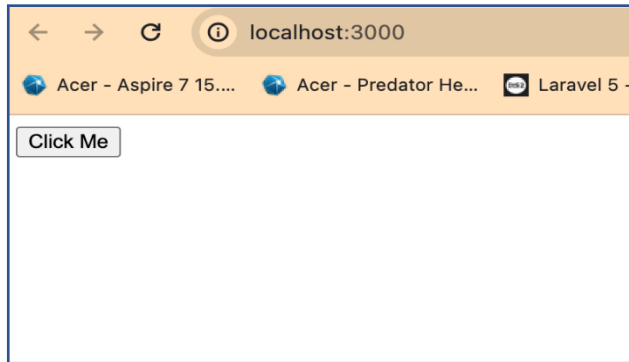 localhost:3000
Acer - Aspire 7 15.... Acer - Predator He... Laravel 5 -
Click Me